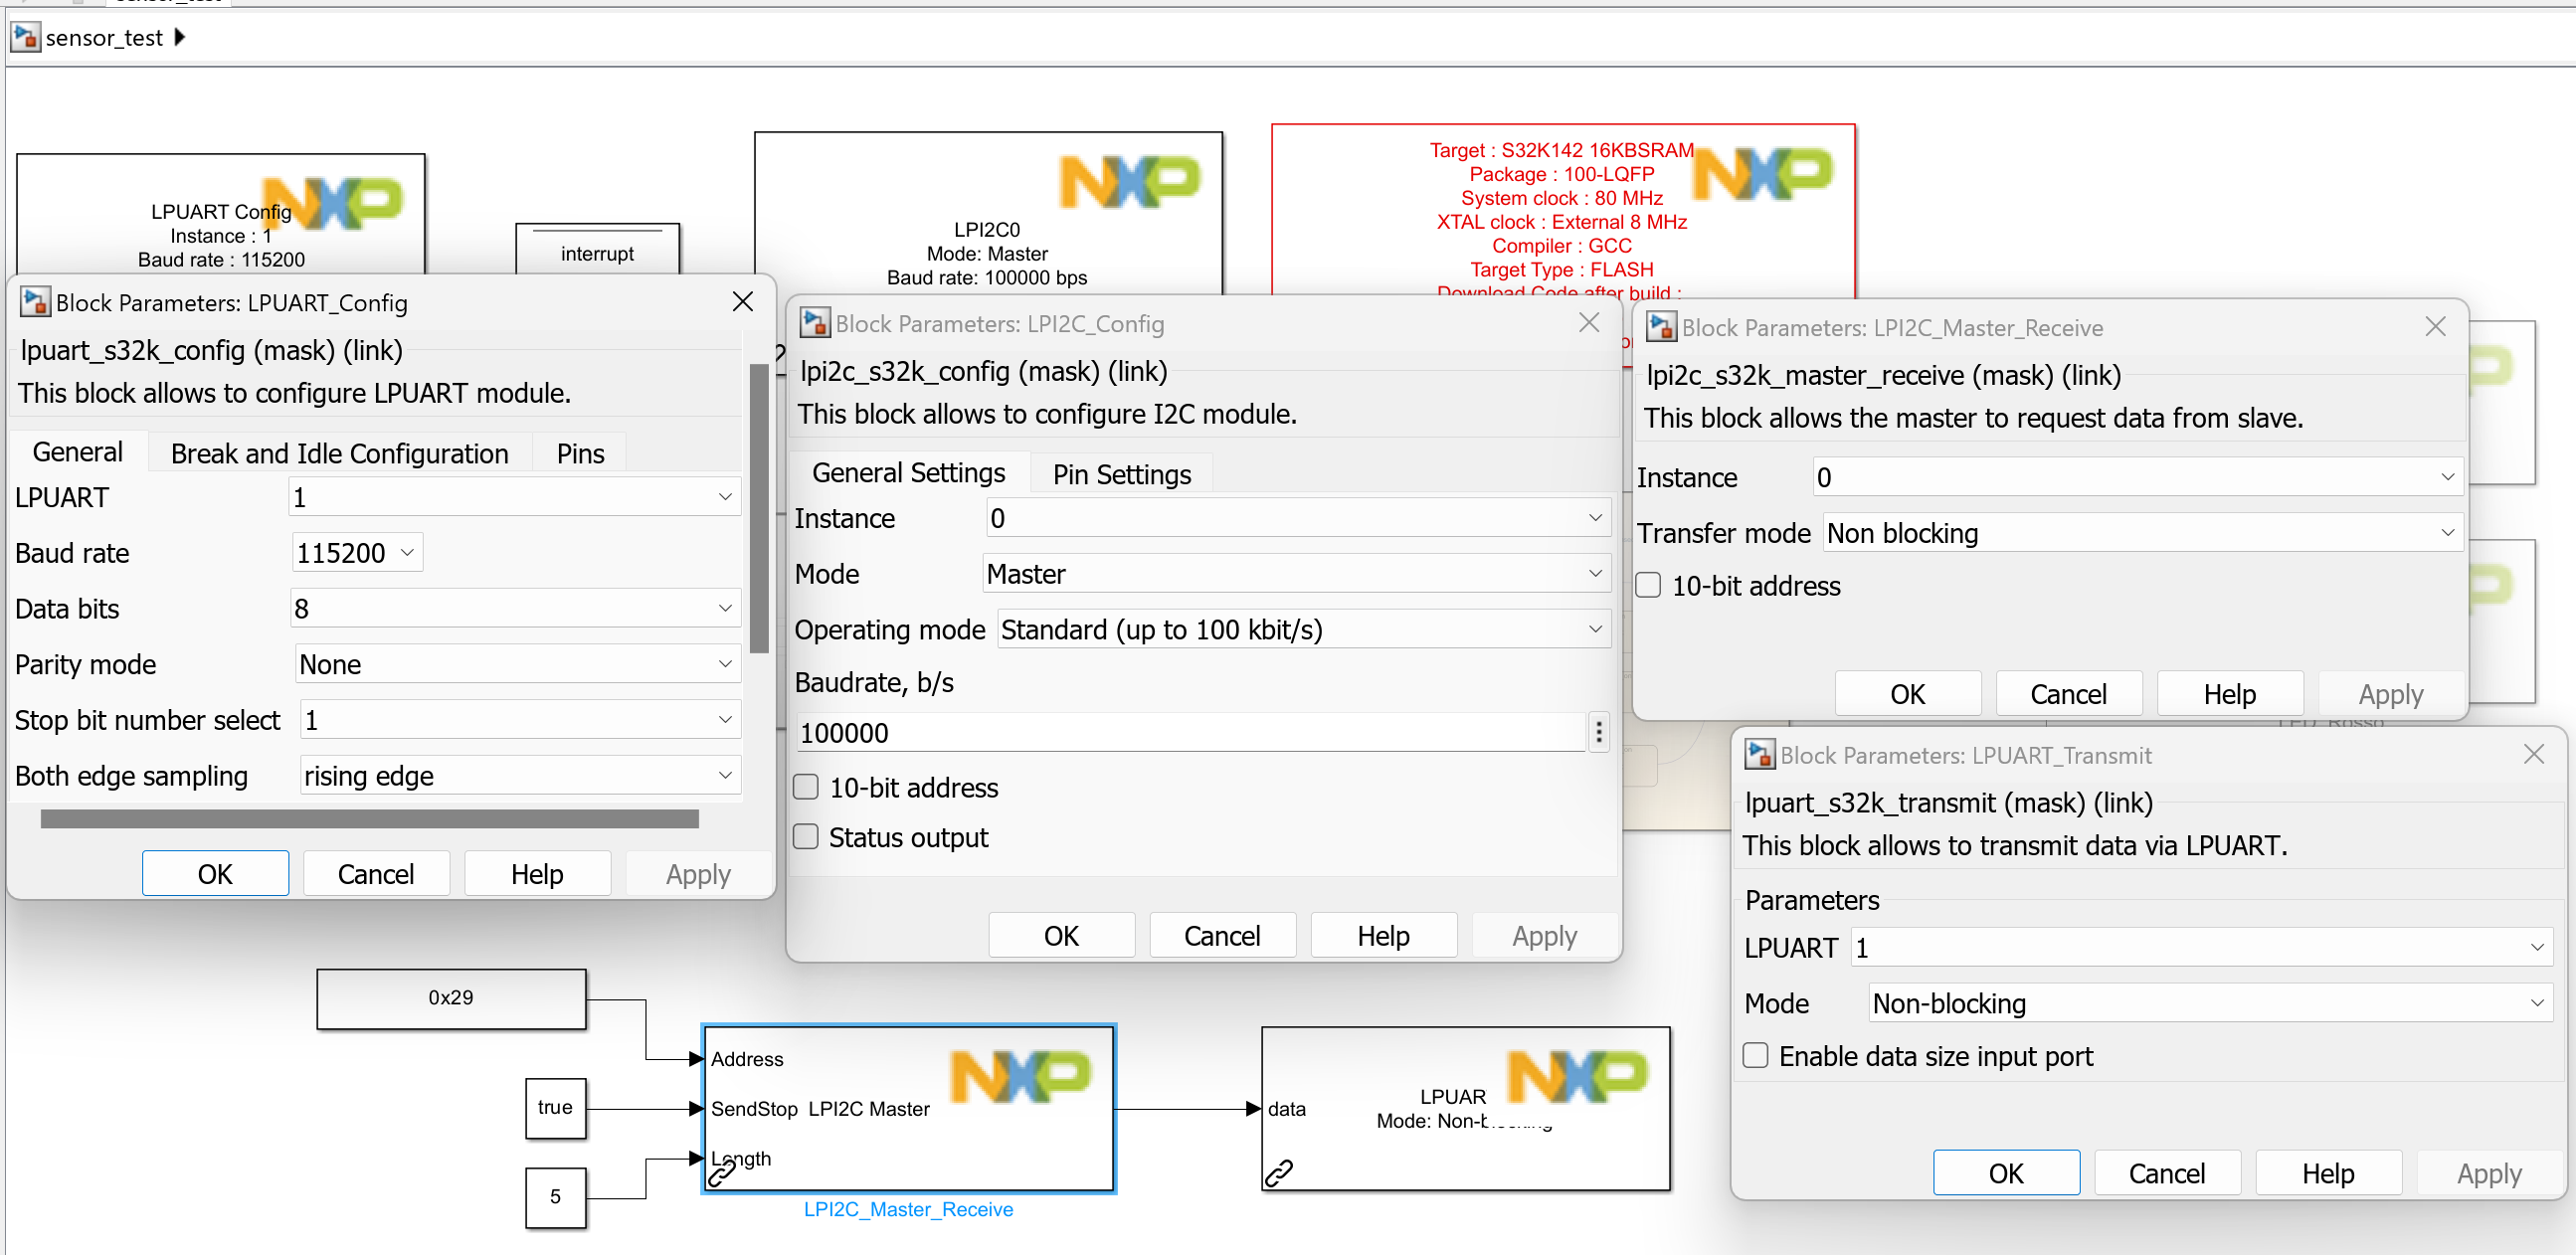 sensor_test
LPUART Config
Instance : 1
Baud rate : 115200
NXP
interrupt
LPI2C0
Mode: Master
Baud rate: 100000 bps
NXP
Target : S32K142 16KBSRAM
Package : 100-LQFP
System clock : 80 MHz
XTAL clock : External 8 MHz
Compiler : GCC
Target Type : FLASH
Download Code after build :
NXP
Block Parameters: LPUART_Config
lpuart_s32k_config (mask) (link)
This block allows to configure LPUART module.
General
Break and Idle Configuration
Pins
LPUART 1
Baud rate 115200
Data bits 8
Parity mode None
Stop bit number select 1
Both edge sampling rising edge
OK Cancel Help Apply
Block Parameters: LPI2C_Config
lpi2c_s32k_config (mask) (link)
This block allows to configure I2C module.
General Settings
Pin Settings
Instance 0
Mode Master
Operating mode Standard (up to 100 kbit/s)
Baudrate, b/s
100000
10-bit address
Status output
OK Cancel Help Apply
Block Parameters: LPI2C_Master_Receive
lpi2c_s32k_master_receive (mask) (link)
This block allows the master to request data from slave.
Instance 0
Transfer mode Non blocking
10-bit address
OK Cancel Help Apply
Block Parameters: LPUART_Transmit
lpuart_s32k_transmit (mask) (link)
This block allows to transmit data via LPUART.
Parameters
LPUART 1
Mode Non-blocking
Enable data size input port
OK Cancel Help Apply
0x29
true
5
Address
SendStop LPI2C Master
Length
NXP
LPI2C_Master_Receive
data
LPUAR
Mode: Non-blocking
NXP